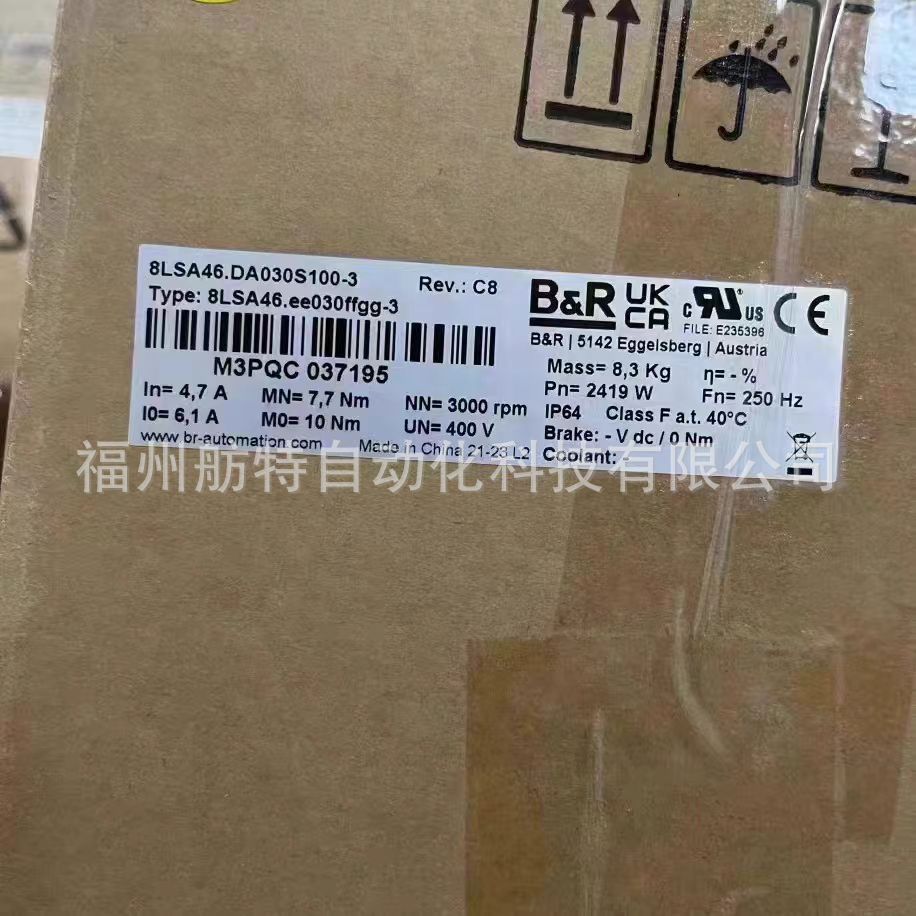 8LSA46.DA030S100-3
Rev.: C8
Type: 8LSA46.ee030ffgg-3
M3PQC 037195
In= 4,7 A
MN= 7,7 Nm
NN= 3000 rpm
I0= 6,1 A
M0= 10 Nm
UN= 400 V
www.br-automation.com
Made in China 21-23 L2
B&R
UK
CA
c RU US
FILE: E235396
CE
B&R | 5142 Eggelsberg | Austria
Mass= 8,3 Kg
η= - %
Pn= 2419 W
Fn= 250 Hz
IP64 Class F a.t. 40°C
Brake: - V dc / 0 Nm
Coolant:
福州舫特自动化科技有限公司